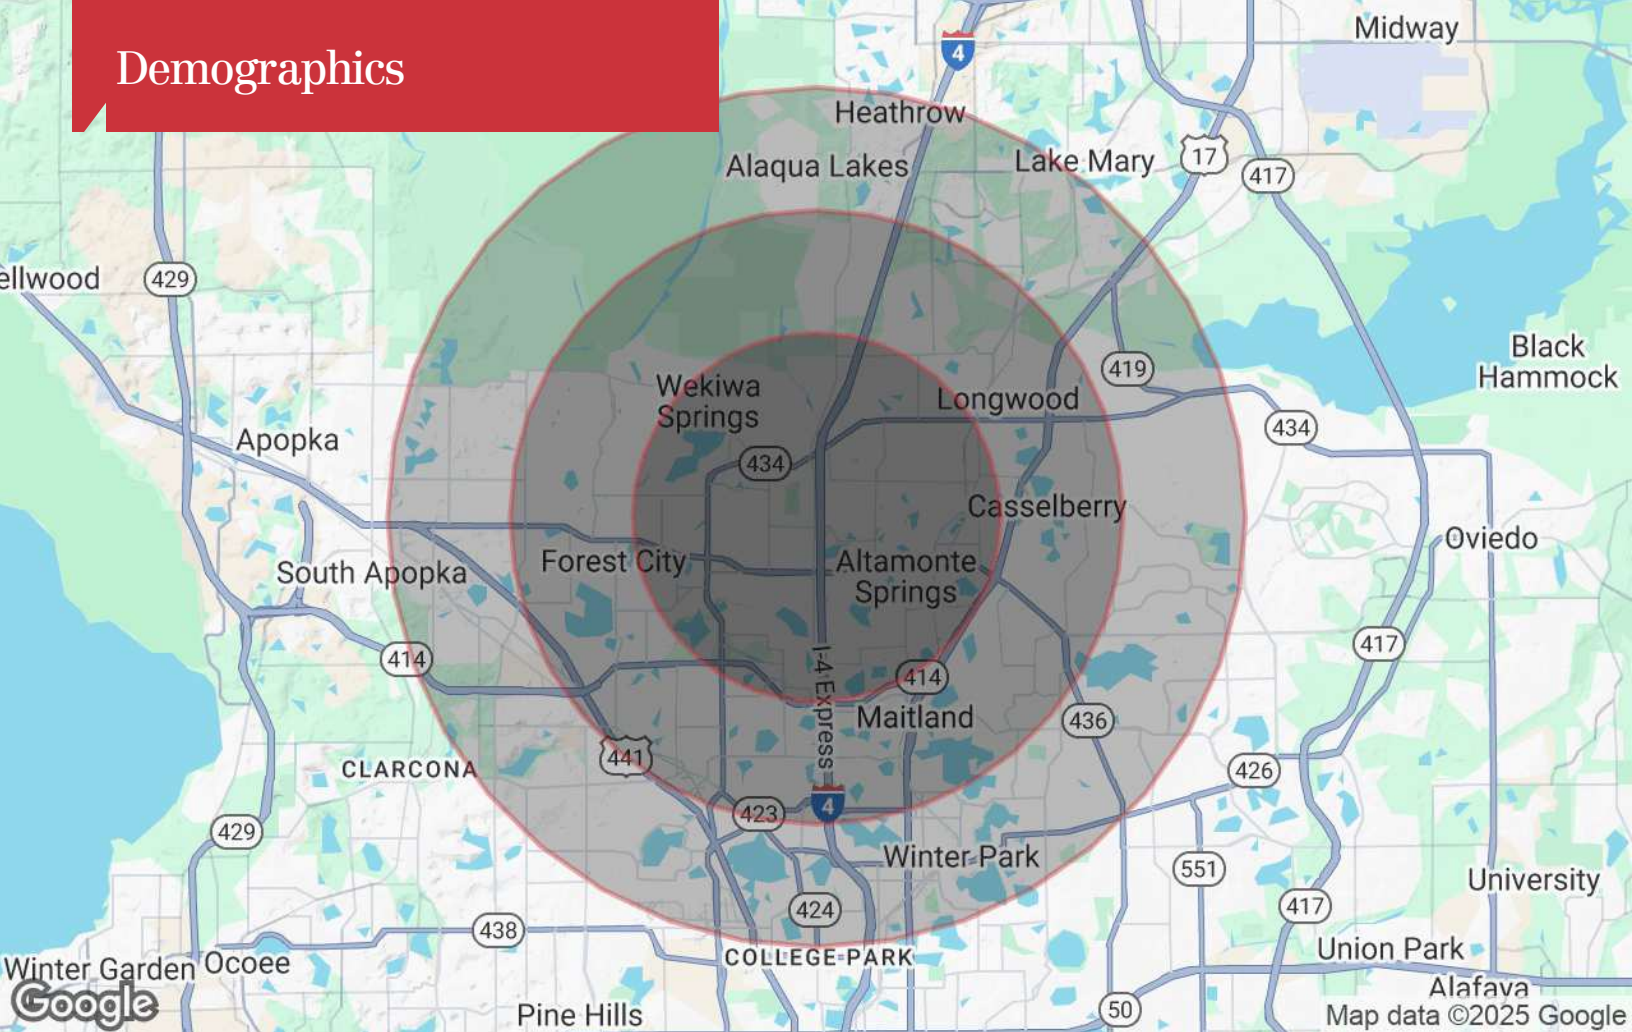 Demographics
Midway
4
Heathrow
Alaqua Lakes
Lake Mary
17
417
ellwood
429
Black
Hammock
419
Wekiwa
Springs
Longwood
434
Apopka
434
Casselberry
Oviedo
Forest City
Altamonte
Springs
South Apopka
417
414
414
I-4 Express
Maitland
436
441
CLARCONA
426
4
423
429
Winter Park
551
University
424
417
438
Union Park
COLLEGE PARK
Winter Garden
Ocoee
Alafaya
Google
Pine Hills
50
Map data ©2025 Google